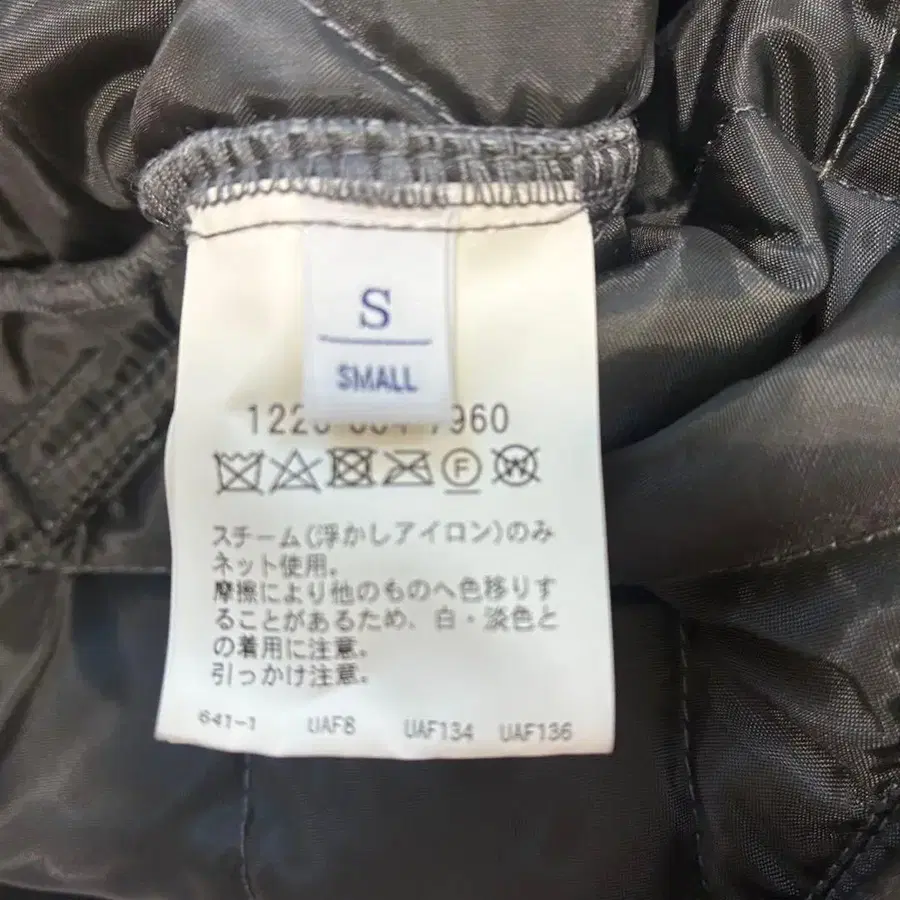 S
SMALL
7960
F W
スチーム(浮かしアイロン)のみ
ネット使用。
摩擦により他のものへ色移りす
ることがあるため、白・淡色と
の着用に注意。
引っかけ注意。
641-1 UAF8 UAF134 UAF136